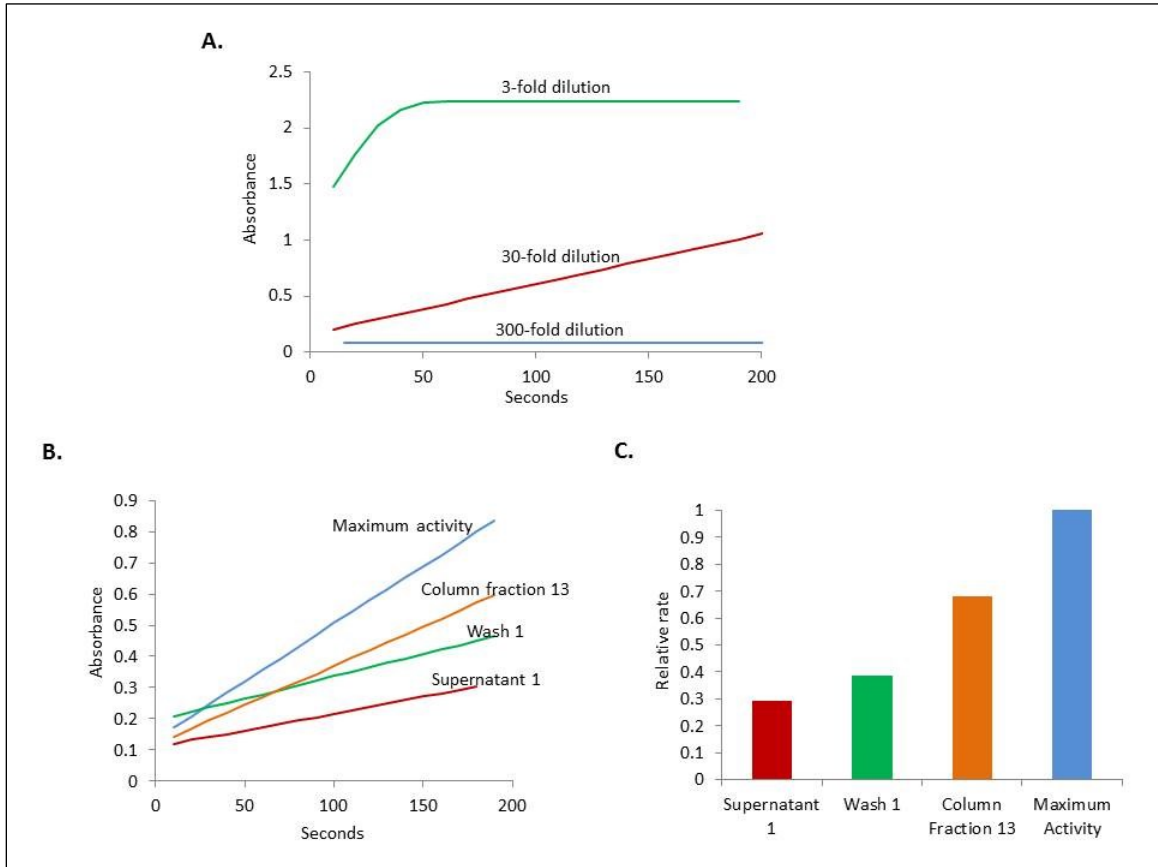 A.
2.5
2
1.5
1
0.5
0
Absorbance
3-fold dilution
30-fold dilution
300-fold dilution
0 50 100 150 200
Seconds
B.
0.9
0.8
0.7
0.6
0.5
0.4
0.3
0.2
0.1
0
Absorbance
Maximum activity
Column fraction 13
Wash 1
Supernatant 1
0 50 100 150 200
Seconds
C.
1
0.9
0.8
0.7
0.6
0.5
0.4
0.3
0.2
0.1
0
Relative rate
Supernatant
1
Wash 1
Column
Fraction 13
Maximum
Activity